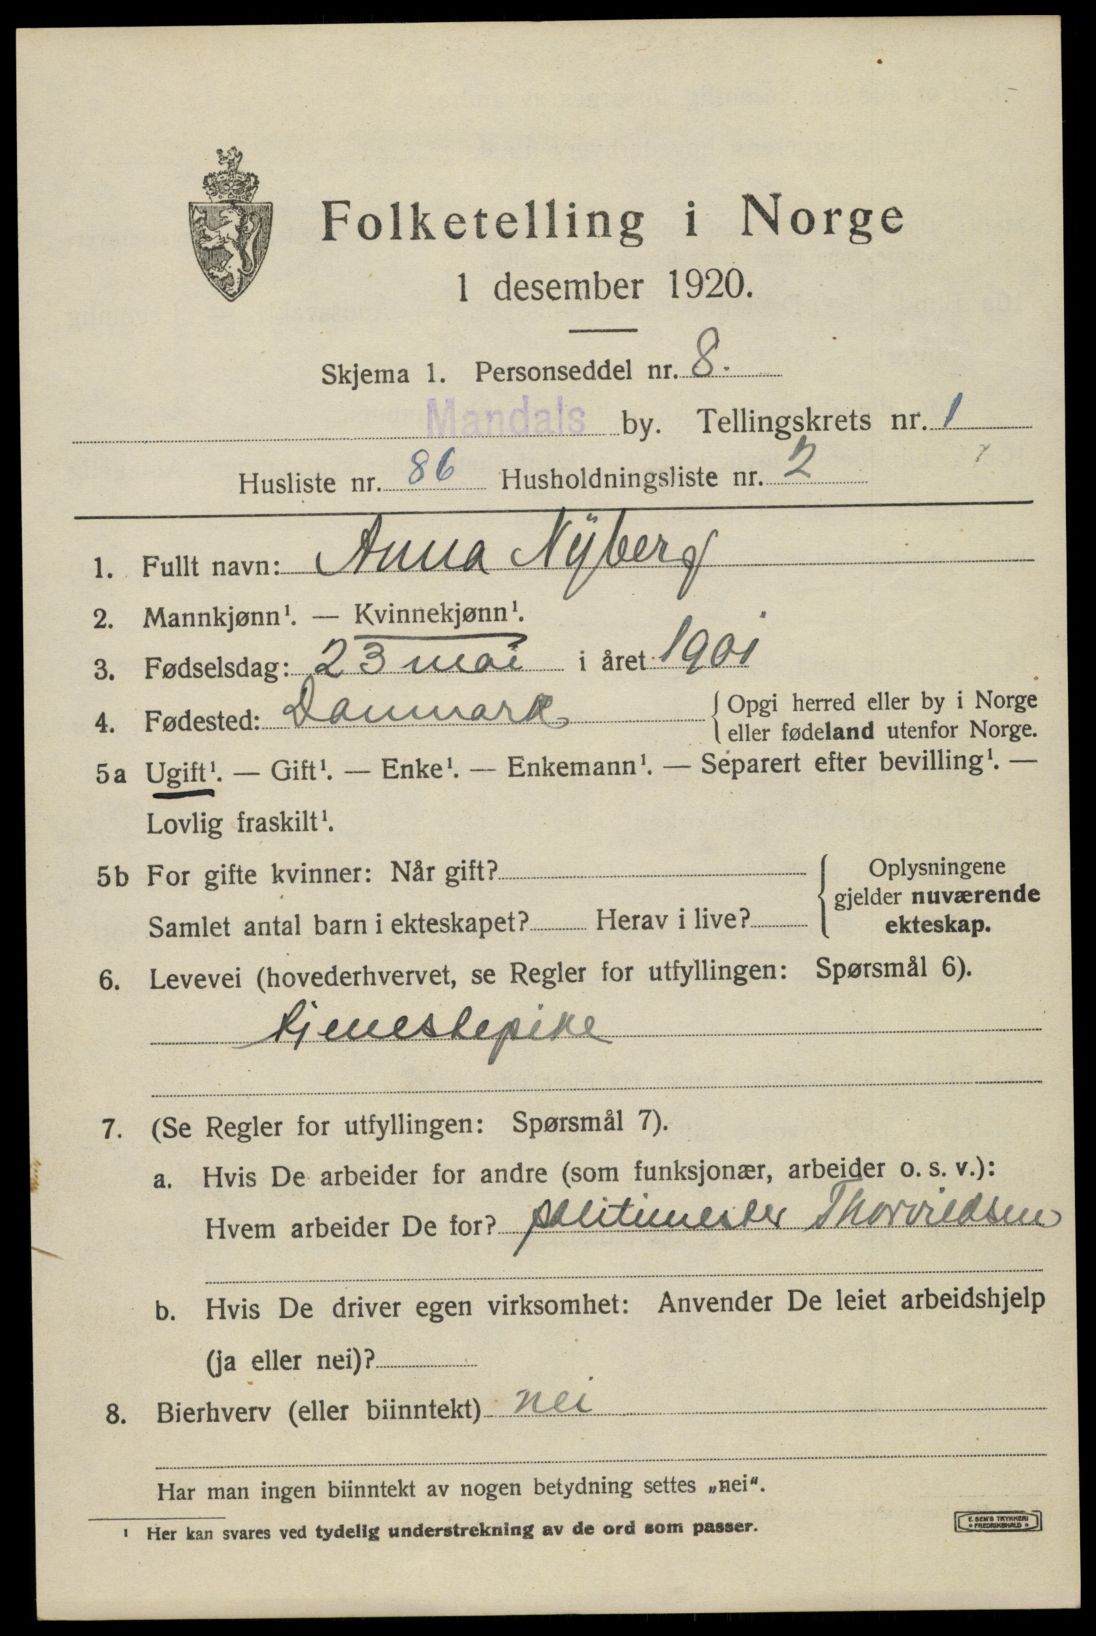 Folketelling i Norge
1 desember 1920.
Skjema 1. Personseddel nr. 8.
Mandals by. Tellingskrets nr. 1
Husliste nr. 86 Husholdningsliste nr. 2
1. Fullt navn: Anna Nÿberg
2. Mannkjønn¹. — Kvinnekjønn¹.
3. Fødselsdag: 23 mai i året 1901
4. Fødested: Danmark { Opgi herred eller by i Norge
eller fødeland utenfor Norge.
5a Ugift¹. — Gift¹. — Enke¹. — Enkemann¹. — Separert efter bevilling¹. —
Lovlig fraskilt¹.
5b For gifte kvinner: Når gift? { Oplysningene
gjelder nuværende
Samlet antal barn i ekteskapet? Herav i live? ekteskap.
6. Levevei (hovederhvervet, se Regler for utfyllingen: Spørsmål 6).
tjenestepike
7. (Se Regler for utfyllingen: Spørsmål 7).
a. Hvis De arbeider for andre (som funksjonær, arbeider o. s. v.):
Hvem arbeider De for? politimester Thorvildsen
b. Hvis De driver egen virksomhet: Anvender De leiet arbeidshjelp
(ja eller nei)?
8. Bierhverv (eller biinntekt) nei
Har man ingen biinntekt av nogen betydning settes „nei“.
¹ Her kan svares ved tydelig understrekning av de ord som passer.
E. SEM'S TRYKKERI
FREDRIKSHALD